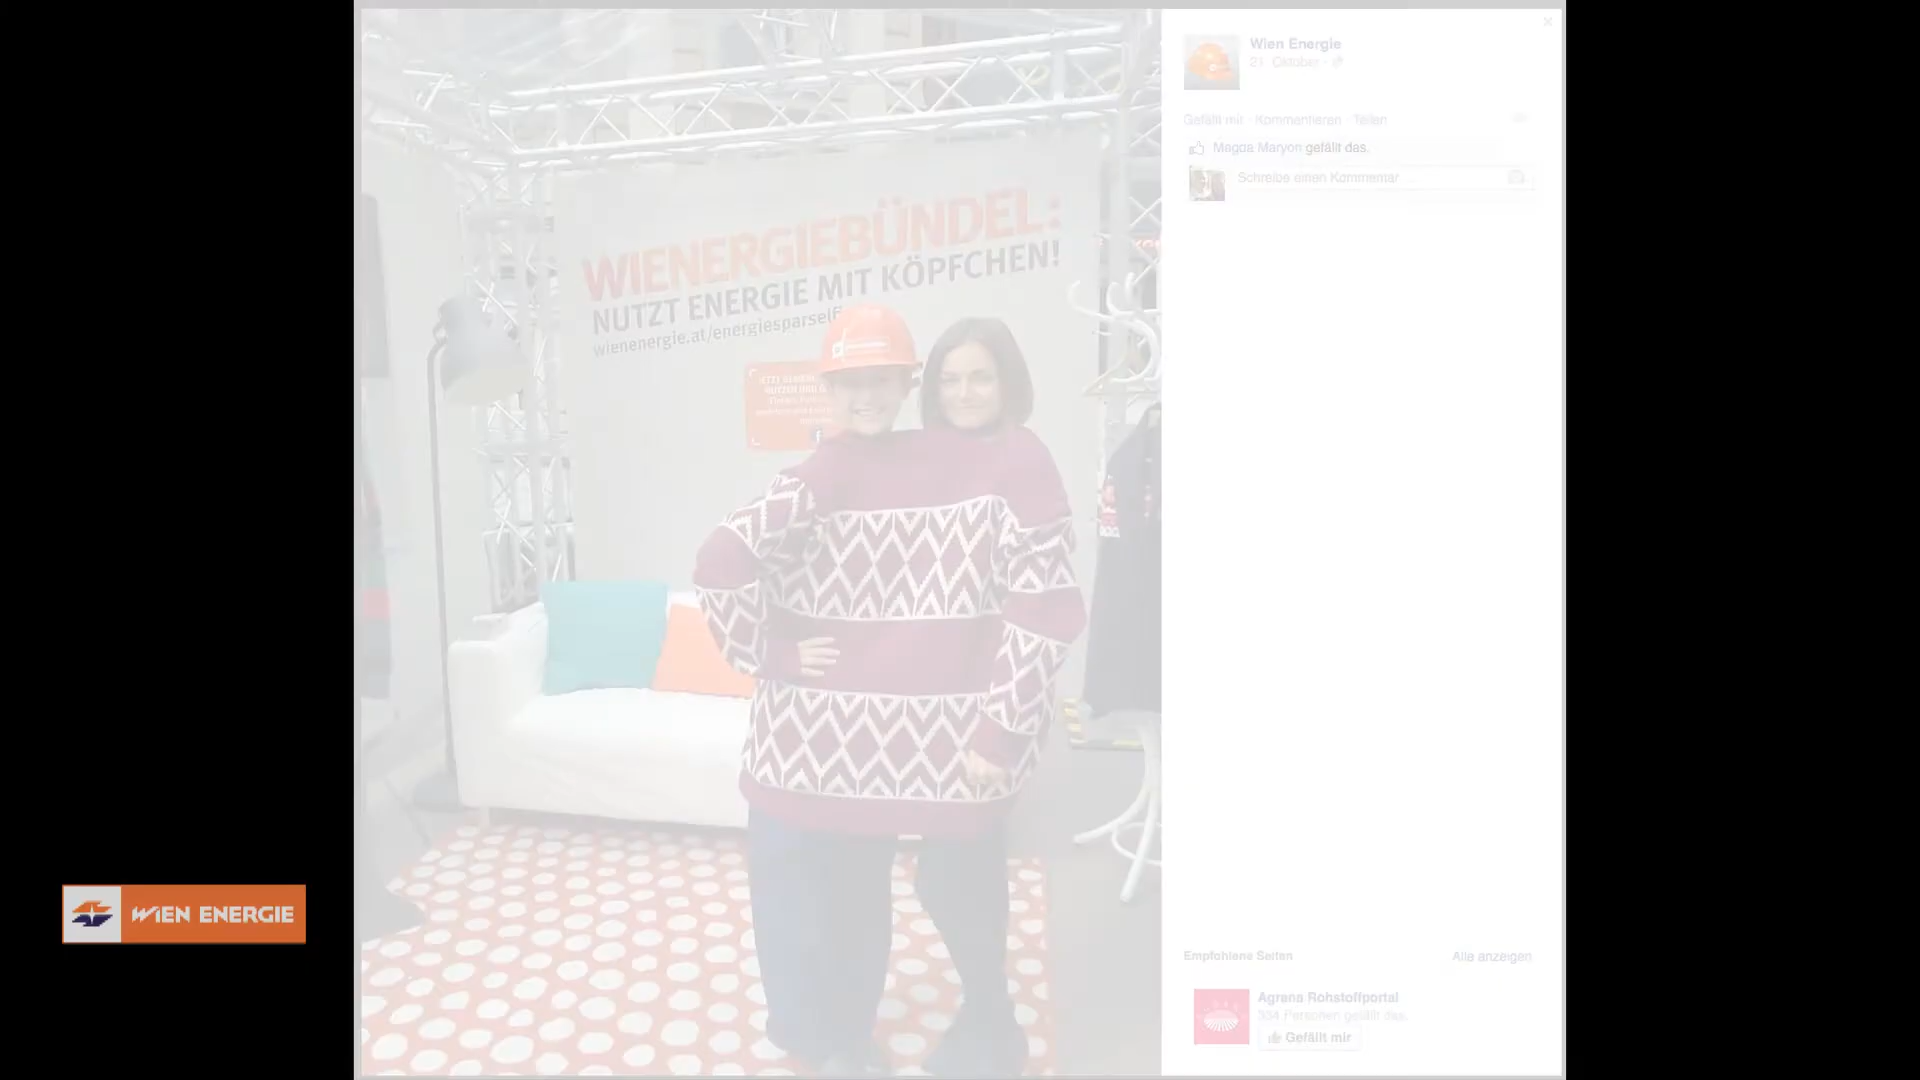 Wien Energie
21. Oktober ·
Gefällt mir · Kommentieren · Teilen
Magda Maryon gefällt das.
Schreibe einen Kommentar ...
WIENERGIEBÜNDEL:
NUTZT ENERGIE MIT KÖPFCHEN!
wienenergie.at/energiesparself
WIEN ENERGIE
Empfohlene Seiten
Alle anzeigen
Agrana Rohstoffportal
334 Personen gefällt das.
Gefällt mir